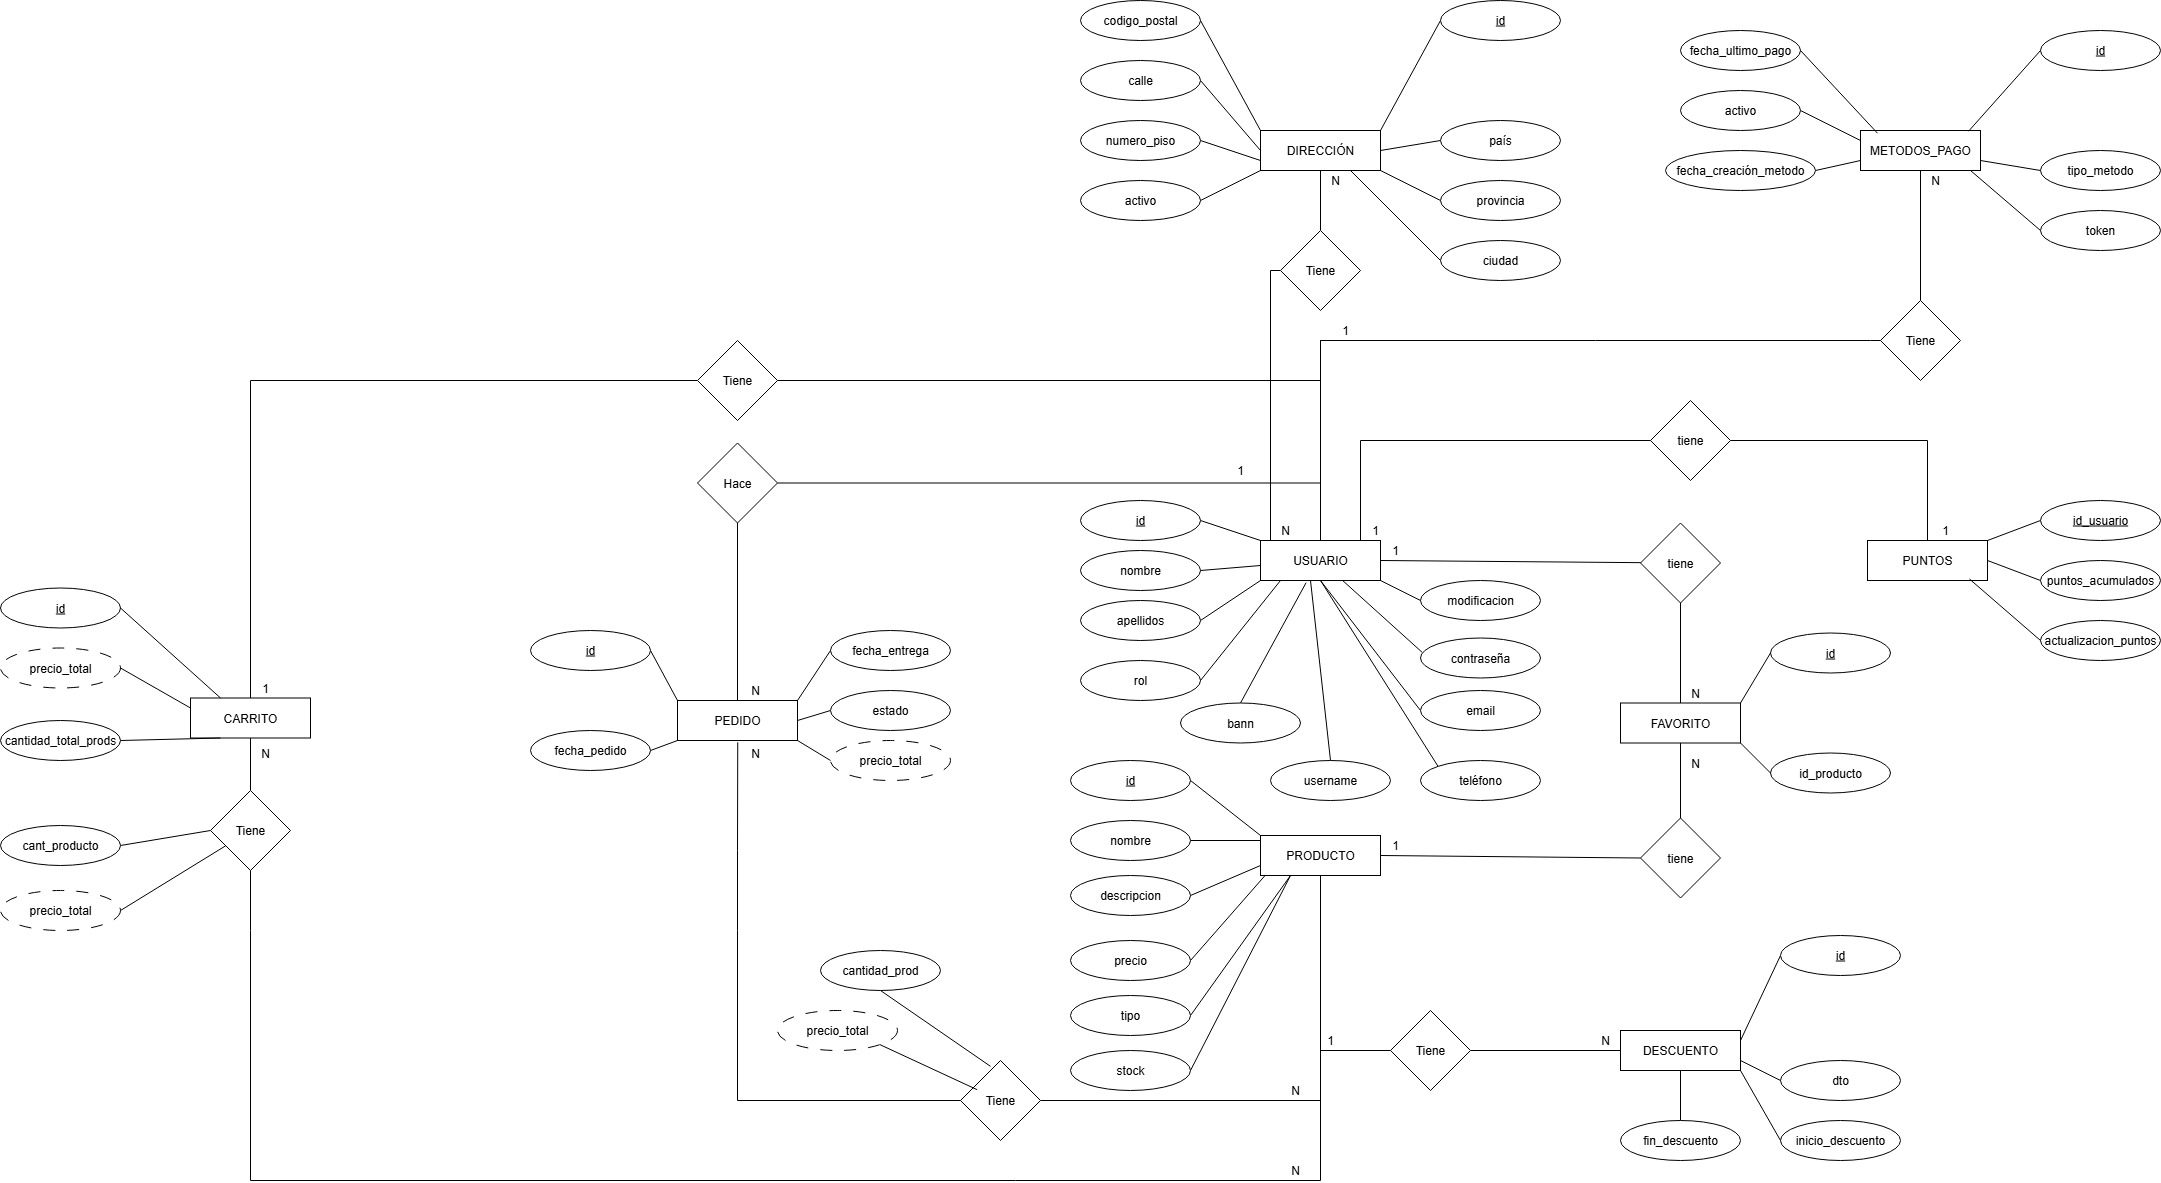 codigo_postal
id
calle
numero_piso
activo
DIRECCIÓN
país
provincia
ciudad
N
Tiene
fecha_ultimo_pago
id
activo
fecha_creación_metodo
METODOS_PAGO
tipo_metodo
token
N
Tiene
1
Tiene
Hace
1
tiene
N
1
1
1
id
nombre
apellidos
rol
bann
username
USUARIO
modificacion
contraseña
email
teléfono
tiene
PUNTOS
id_usuario
puntos_acumulados
actualizacion_puntos
id
precio_total
cantidad_total_prods
1
CARRITO
N
cant_producto
precio_total
Tiene
id
fecha_pedido
N
PEDIDO
N
fecha_entrega
estado
precio_total
N
FAVORITO
N
id
id_producto
id
nombre
descripcion
precio
tipo
stock
PRODUCTO
1
tiene
cantidad_prod
precio_total
Tiene
N
1
Tiene
N
DESCUENTO
id
dto
inicio_descuento
fin_descuento
N